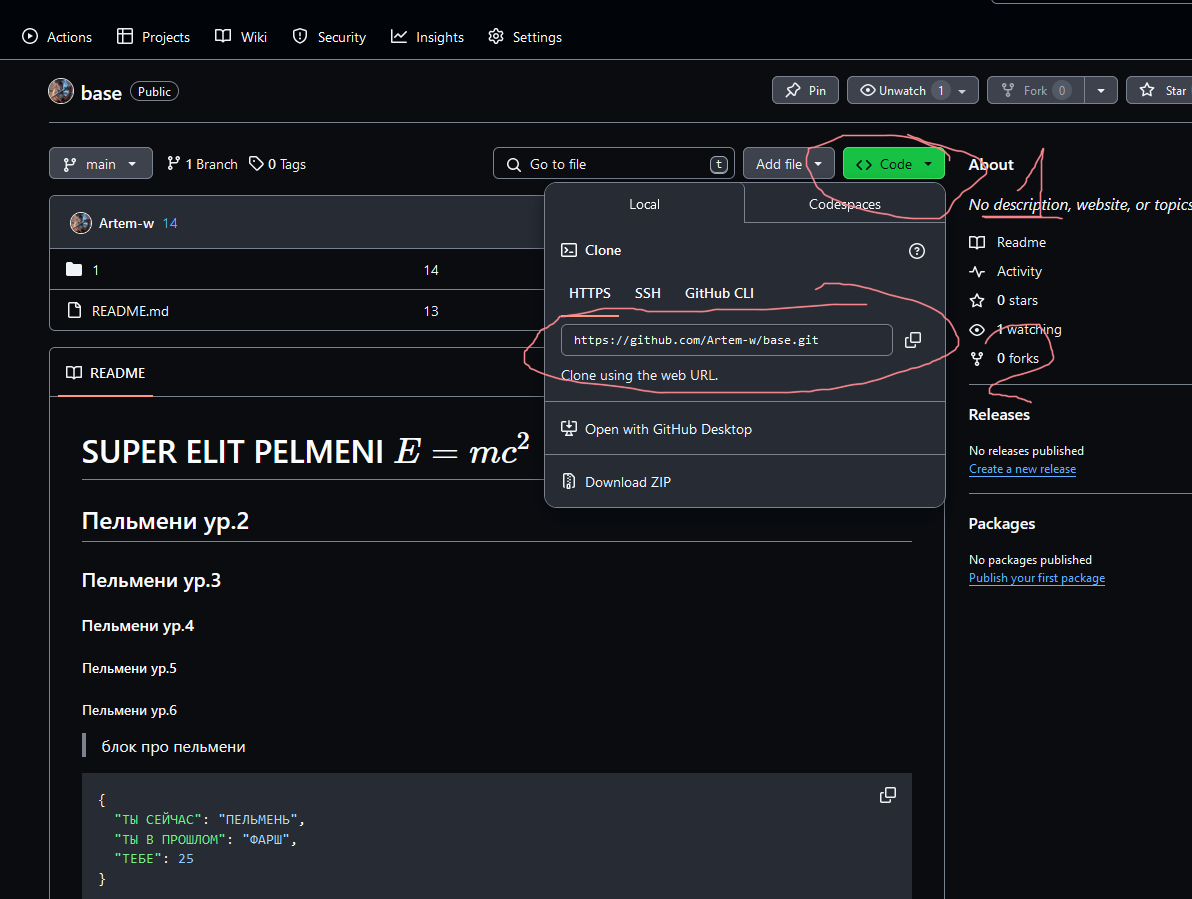 Actions Projects Wiki Security Insights Settings
base Public Pin Unwatch 1 Fork 0 Star
main 1 Branch 0 Tags Go to file t Add file Code
Artem-w 14
1 14
README.md 13
Local Codespaces
Clone
HTTPS SSH GitHub CLI
https://github.com/Artem-w/base.git
Clone using the web URL.
Open with GitHub Desktop
Download ZIP
README
SUPER ELIT PELMENI E = mc²
Пельмени ур.2
Пельмени ур.3
Пельмени ур.4
Пельмени ур.5
Пельмени ур.6
блок про пельмени
{
"ТЫ СЕЙЧАС": "ПЕЛЬМЕНЬ",
"ТЫ В ПРОШЛОМ": "ФАРШ",
"ТЕБЕ": 25
}
About
1
No description, website, or topics
Readme
Activity
0 stars
1 watching
0 forks
2
Releases
No releases published
Create a new release
Packages
No packages published
Publish your first package